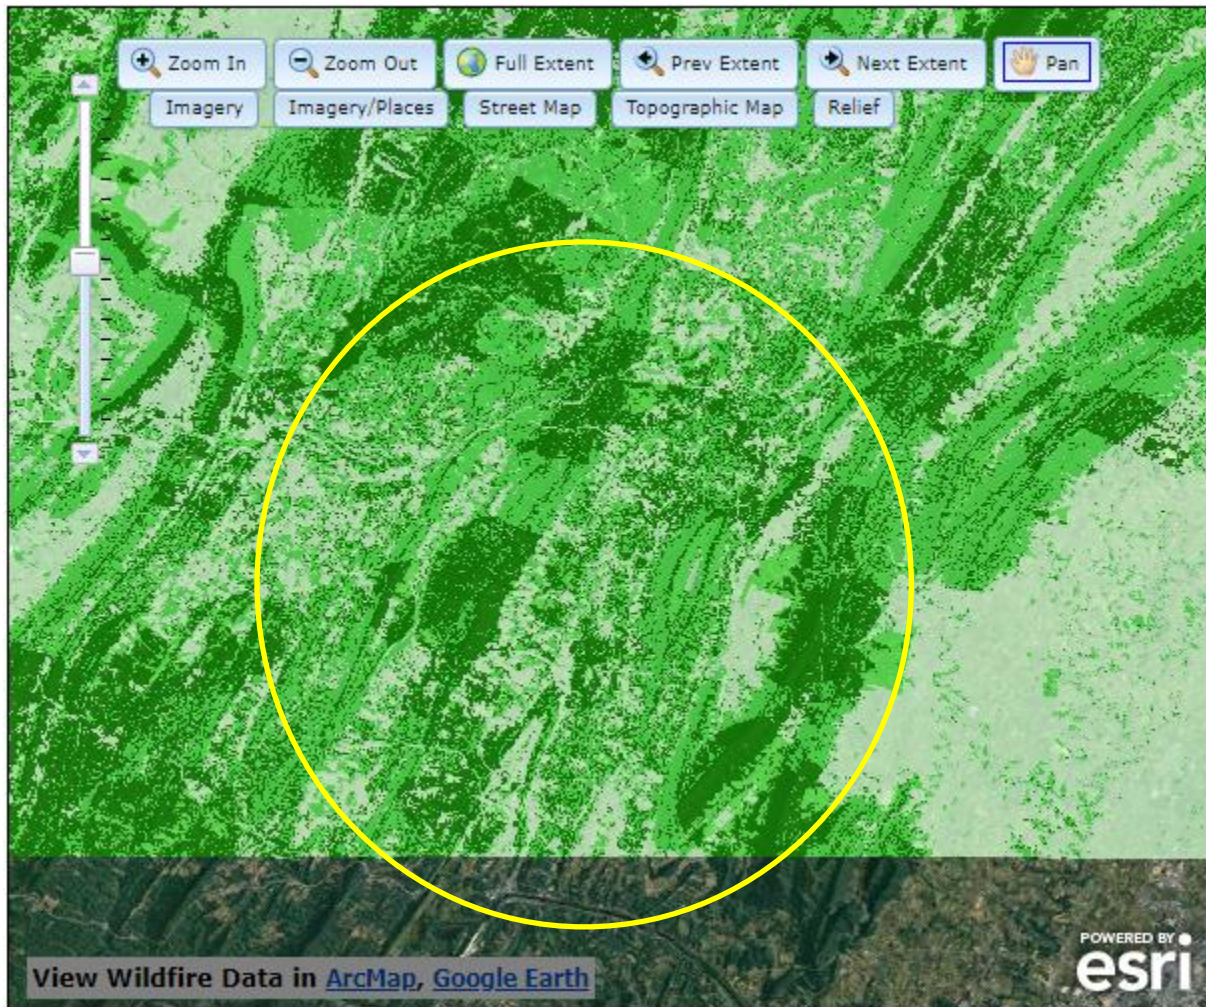 Zoom In Zoom Out Full Extent Prev Extent Next Extent Pan
Imagery Imagery/Places Street Map Topographic Map Relief
POWERED BY
esri
View Wildfire Data in ArcMap, Google Earth